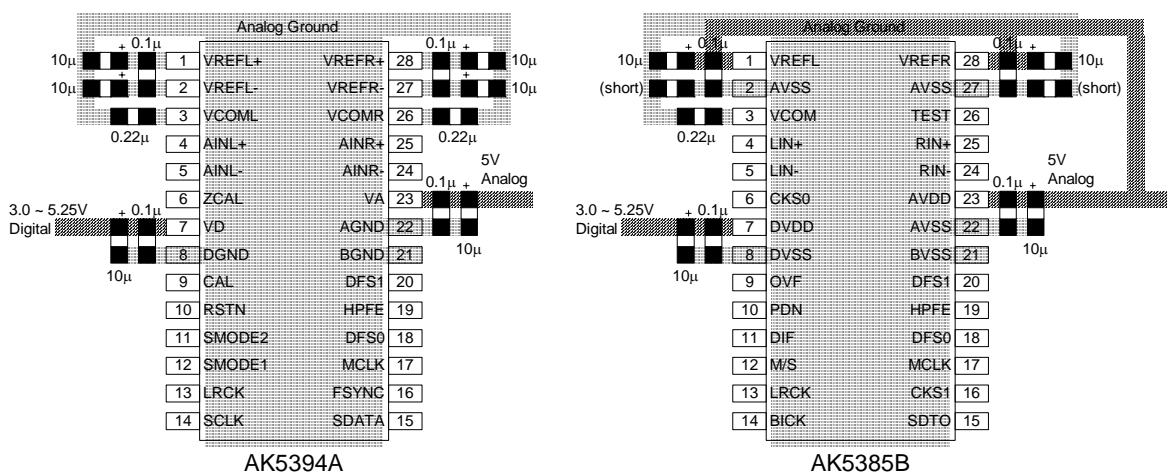 Analog Ground
0.1μ
+
10μ
1 VREFL+
VREFR+ 28
0.1μ
+
10μ
+
10μ
2 VREFL-
VREFR- 27
+
10μ
3 VCOML
VCOMR 26
0.22μ
0.22μ
4 AINL+
AINR+ 25
5 AINL-
AINR- 24
5V
Analog
0.1μ +
6 ZCAL
VA 23
3.0 ~ 5.25V
Digital
+ 0.1μ
7 VD
AGND 22
10μ
8 DGND
BGND 21
10μ
9 CAL
DFS1 20
10 RSTN
HPFE 19
11 SMODE2
DFS0 18
12 SMODE1
MCLK 17
13 LRCK
FSYNC 16
14 SCLK
SDATA 15
AK5394A
Analog Ground
0.1μ
+
10μ
1 VREFL
VREFR 28
0.1μ
+
10μ
(short)
2 AVSS
AVSS 27
(short)
3 VCOM
TEST 26
0.22μ
4 LIN+
RIN+ 25
5 LIN-
RIN- 24
5V
Analog
0.1μ +
6 CKS0
AVDD 23
3.0 ~ 5.25V
Digital
+ 0.1μ
7 DVDD
AVSS 22
10μ
8 DVSS
BVSS 21
10μ
9 OVF
DFS1 20
10 PDN
HPFE 19
11 DIF
DFS0 18
12 M/S
MCLK 17
13 LRCK
CKS1 16
14 BICK
SDTO 15
AK5385B